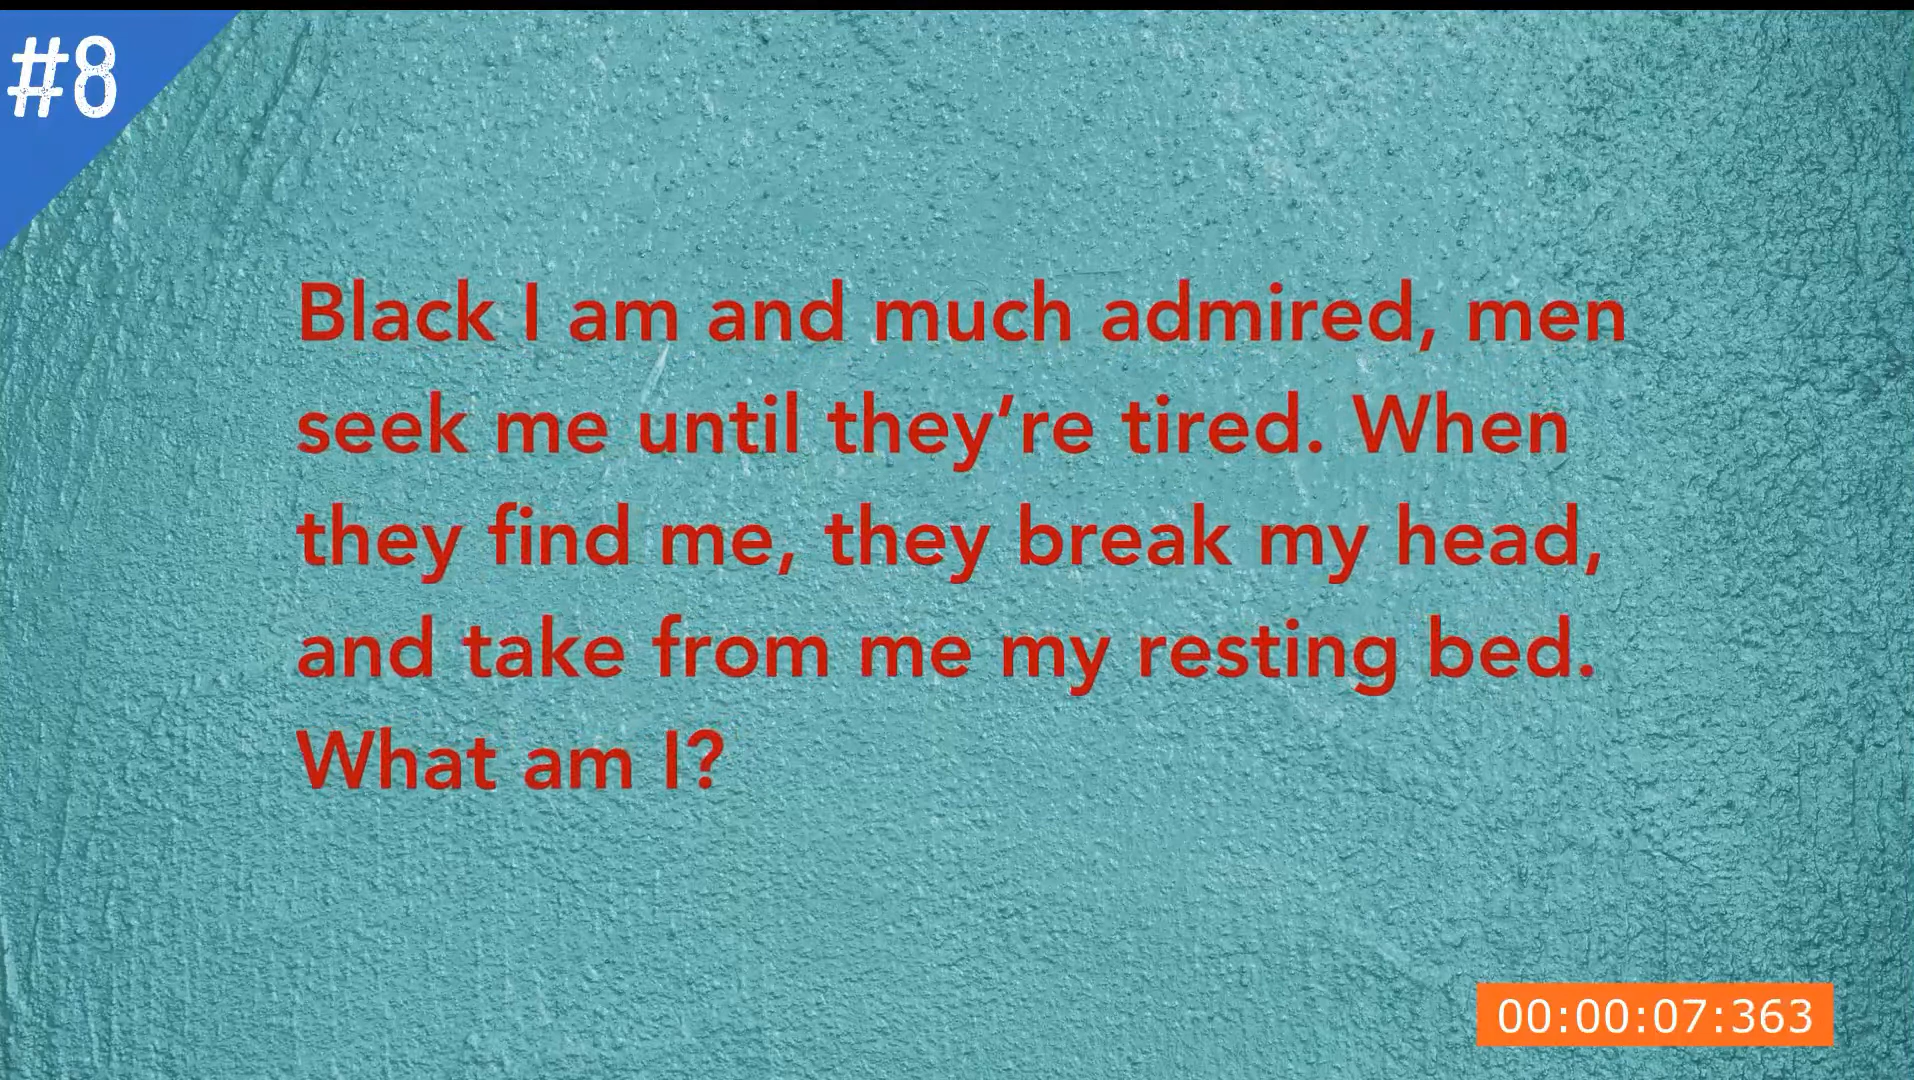 #8
Black I am and much admired, men
seek me until they’re tired. When
they find me, they break my head,
and take from me my resting bed.
What am I?
00:00:07:363